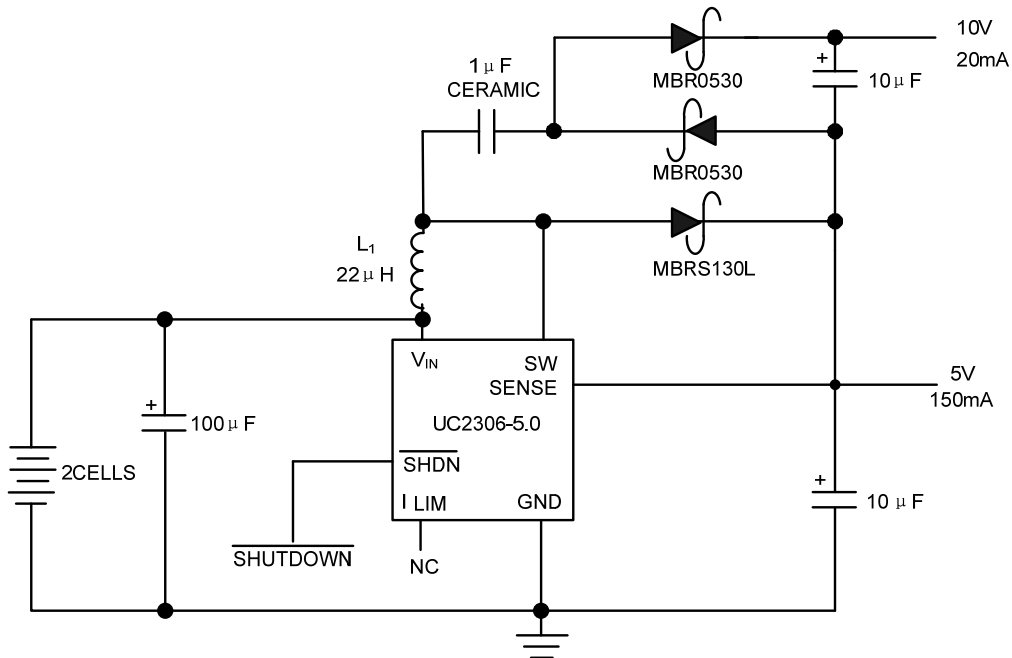 10V
20mA
1μF
CERAMIC
MBR0530
10μF
MBR0530
L1
22μH
MBRS130L
VIN
SW
SENSE
5V
150mA
UC2306-5.0
+
+
100μF
2CELLS
SHDN
I LIM
GND
+
10μF
SHUTDOWN
NC